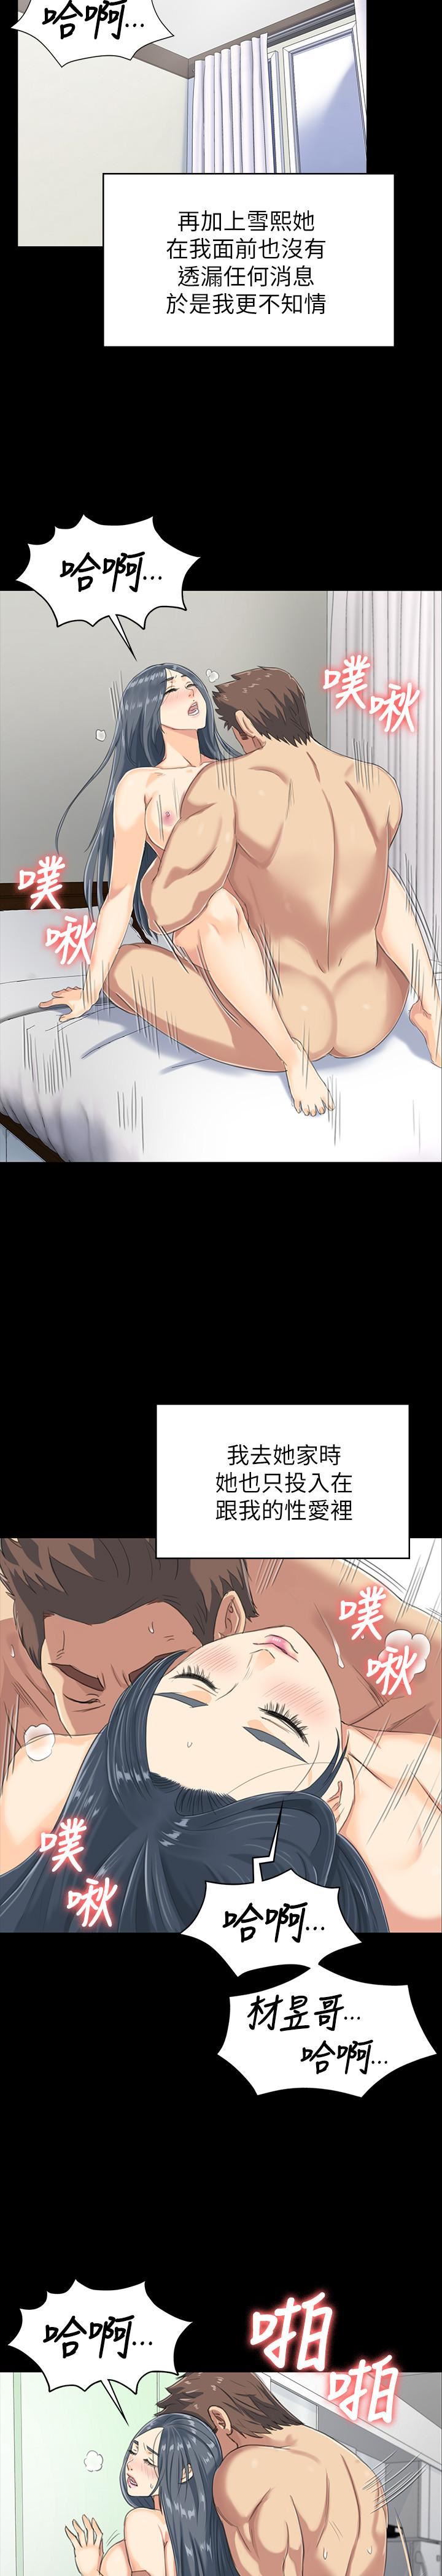 哈啊...
再加上雪熙她
在我面前也沒有
透漏任何消息
於是我更不知情
哈啊...
噗
啾
噗
啾
我去她家時
她也只投入在
跟我的性愛裡
噗
啾
噗
啾
哈啊...
材昱哥...
哈啊...
啪
啪
哈啊...